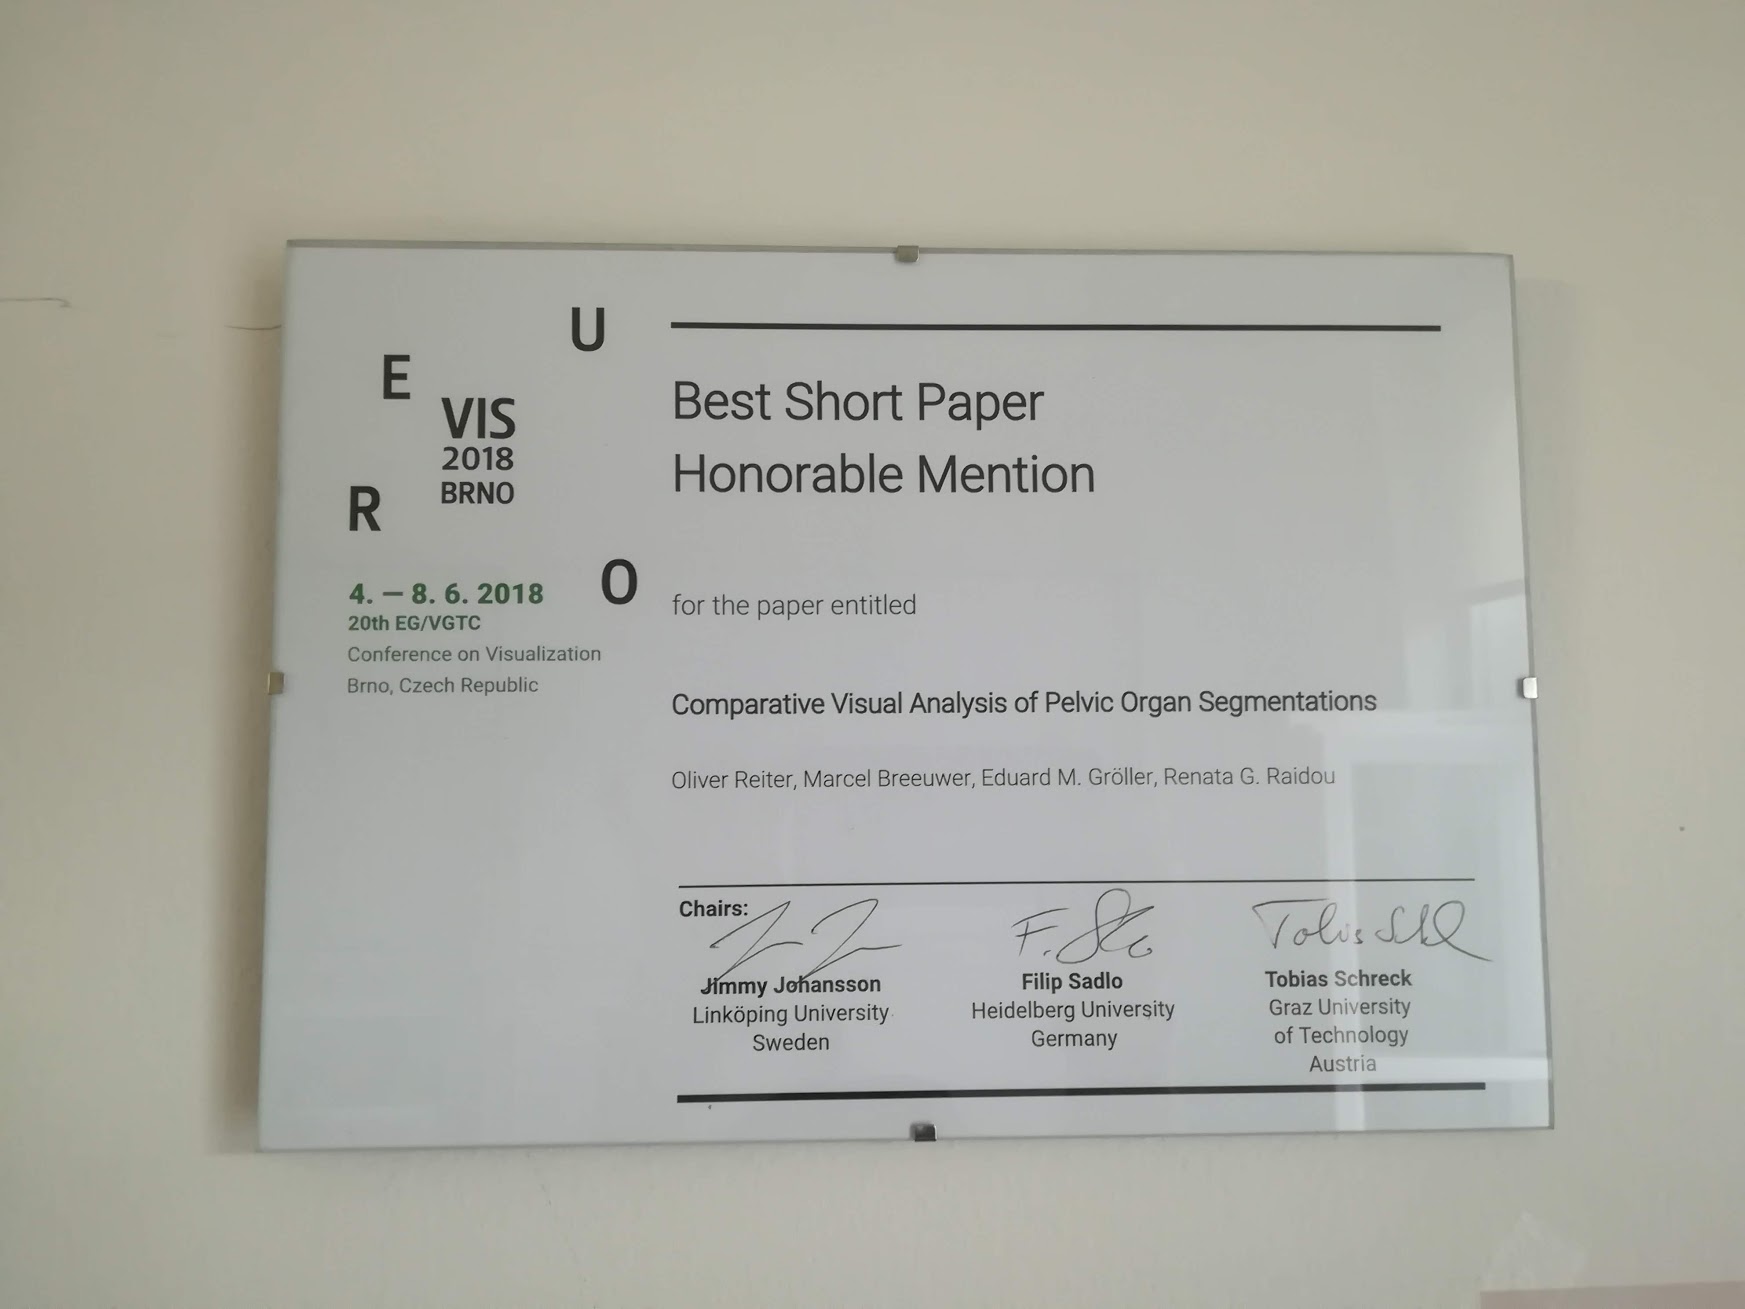 E U
R O
VIS
2018
BRNO
4. – 8. 6. 2018
20th EG/VGTC
Conference on Visualization
Brno, Czech Republic
Best Short Paper
Honorable Mention
for the paper entitled
Comparative Visual Analysis of Pelvic Organ Segmentations
Oliver Reiter, Marcel Breeuwer, Eduard M. Gröller, Renata G. Raidou
Chairs:
Jimmy Johansson
Linköping University
Sweden
F. Sadlo
Filip Sadlo
Heidelberg University
Germany
Tobias Schreck
Tobias Schreck
Graz University
of Technology
Austria